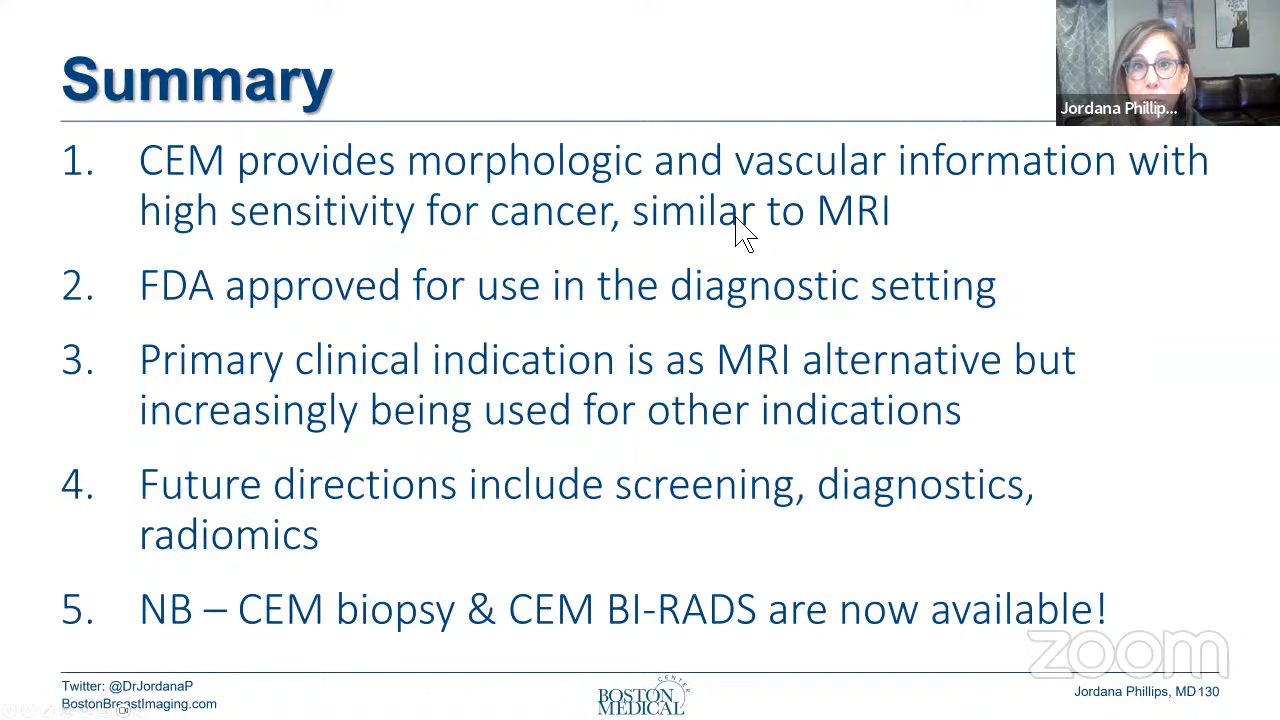 Summary
Jordana Phillip...
1. CEM provides morphologic and vascular information with
high sensitivity for cancer, similar to MRI
2. FDA approved for use in the diagnostic setting
3. Primary clinical indication is as MRI alternative but
increasingly being used for other indications
4. Future directions include screening, diagnostics,
radiomics
5. NB – CEM biopsy & CEM BI-RADS are now available!
zoom
Twitter: @DrJordanaP
BostonBreastImaging.com
BOSTON
MEDICAL
CENTER
Jordana Phillips, MD130